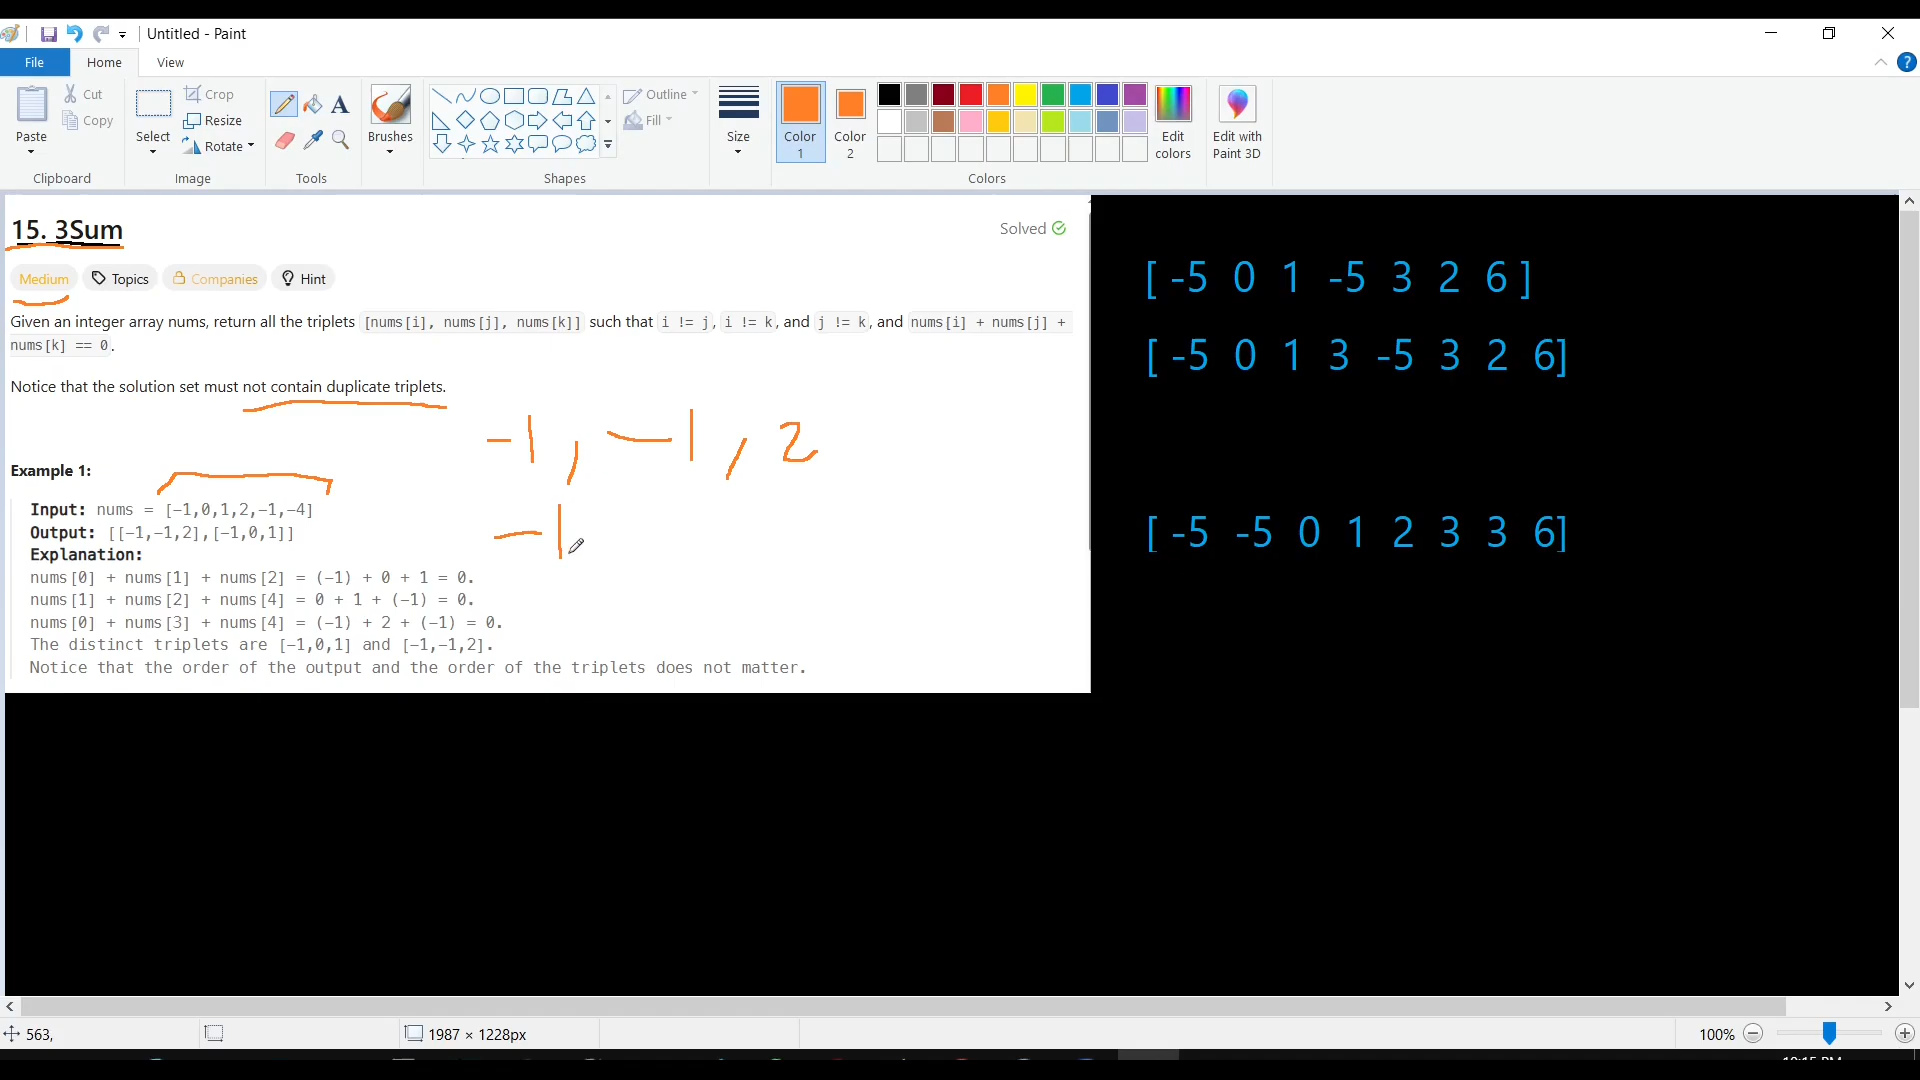 Untitled - Paint
File Home View
Paste
Cut
Copy
Clipboard
Select
Crop
Resize
Rotate
Image
A
Tools
Brushes
Shapes
Outline
Fill
Size
Color 1
Color 2
Colors
Edit colors
Edit with Paint 3D
?
15. 3Sum
Solved
Medium Topics Companies Hint
Given an integer array nums, return all the triplets [nums[i], nums[j], nums[k]] such that i != j, i != k, and j != k, and nums[i] + nums[j] +
nums[k] == 0.
Notice that the solution set must not contain duplicate triplets.
-1, -1, 2
-1
Example 1:
Input: nums = [-1,0,1,2,-1,-4]
Output: [[-1,-1,2],[-1,0,1]]
Explanation:
nums[0] + nums[1] + nums[2] = (-1) + 0 + 1 = 0.
nums[1] + nums[2] + nums[4] = 0 + 1 + (-1) = 0.
nums[0] + nums[3] + nums[4] = (-1) + 2 + (-1) = 0.
The distinct triplets are [-1,0,1] and [-1,-1,2].
Notice that the order of the output and the order of the triplets does not matter.
[ -5 0 1 -5 3 2 6 ]
[ -5 0 1 3 -5 3 2 6]
[ -5 -5 0 1 2 3 3 6]
563,
1987 × 1228px
100%